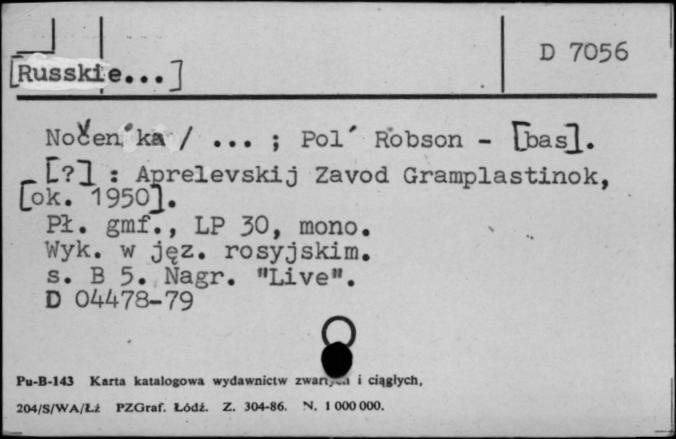 D 7056
[Russkie...]
Nočen'ka / ... ; Pol' Robson - [bas].
[?] : Aprelevskij Zavod Gramplastinok,
[ok. 1950].
Pł. gmf., LP 30, mono.
Wyk. w jęz. rosyjskim.
s. B 5. Nagr. "Live".
D 04478-79
Pu-B-143 Karta katalogowa wydawnictw zwartych i ciągłych,
204/S/WA/Łź PZGraf. Łódź. Z. 304-86. N. 1 000 000.